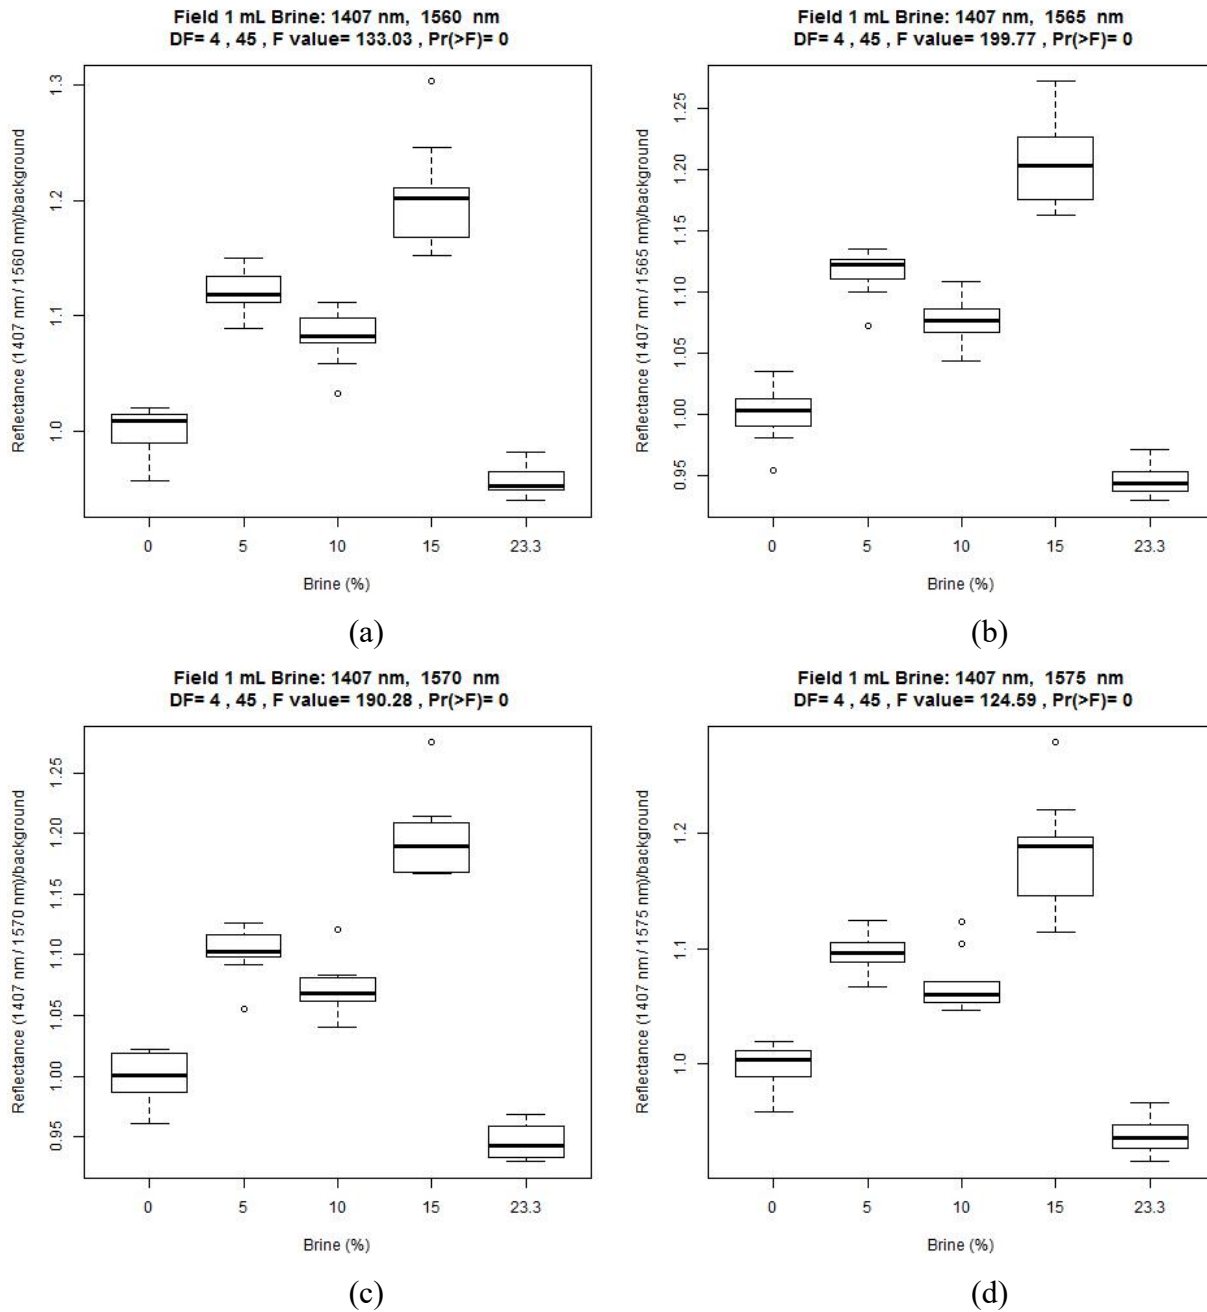 Field 1 mL Brine: 1407 nm,  1560  nm
DF= 4 , 45 , F value= 133.03 , Pr(>F)= 0
Reflectance (1407 nm / 1560 nm)/background
1.3
1.2
1.1
1.0
0 5 10 15 23.3
Brine (%)
(a)
Field 1 mL Brine: 1407 nm,  1565  nm
DF= 4 , 45 , F value= 199.77 , Pr(>F)= 0
Reflectance (1407 nm / 1565 nm)/background
1.25
1.20
1.15
1.10
1.05
1.00
0.95
0 5 10 15 23.3
Brine (%)
(b)
Field 1 mL Brine: 1407 nm,  1570  nm
DF= 4 , 45 , F value= 190.28 , Pr(>F)= 0
Reflectance (1407 nm / 1570 nm)/background
1.25
1.20
1.15
1.10
1.05
1.00
0.95
0 5 10 15 23.3
Brine (%)
(c)
Field 1 mL Brine: 1407 nm,  1575  nm
DF= 4 , 45 , F value= 124.59 , Pr(>F)= 0
Reflectance (1407 nm / 1575 nm)/background
1.2
1.1
1.0
0 5 10 15 23.3
Brine (%)
(d)